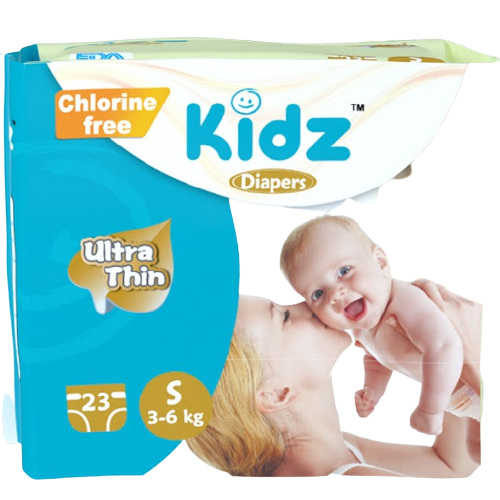 Chlorine
free
Kidz
TM
Diapers
Ultra
Thin
23
S
3-6 kg